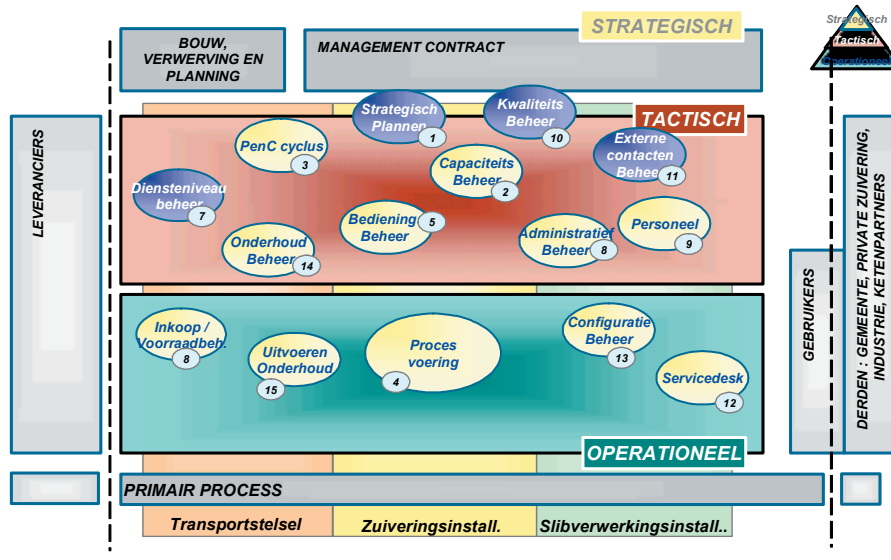 STRATEGISCH
Strategisch
Tactisch
Operationeel
BOUW,
VERWERVING EN
PLANNING
MANAGEMENT CONTRACT
TACTISCH
Strategisch
Plannen
1
Kwaliteits
Beheer
10
PenC cyclus
3
Capaciteits
Beheer
2
Externe
contacten
Beheer
11
Diensteniveau
beheer
7
Bediening
Beheer
5
Onderhoud
Beheer
14
Administratief
Beheer
8
Personeel
9
LEVERANCIERS
GEBRUIKERS
DERDEN : GEMEENTE, PRIVATE ZUIVERING,
INDUSTRIE, KETENPARTNERS
Inkoop /
Voorraadbeh.
8
Uitvoeren
Onderhoud
15
Proces
voering
4
Configuratie
Beheer
13
Servicedesk
12
OPERATIONEEL
PRIMAIR PROCESS
Transportstelsel
Zuiveringsinstall.
Slibverwerkingsinstall..